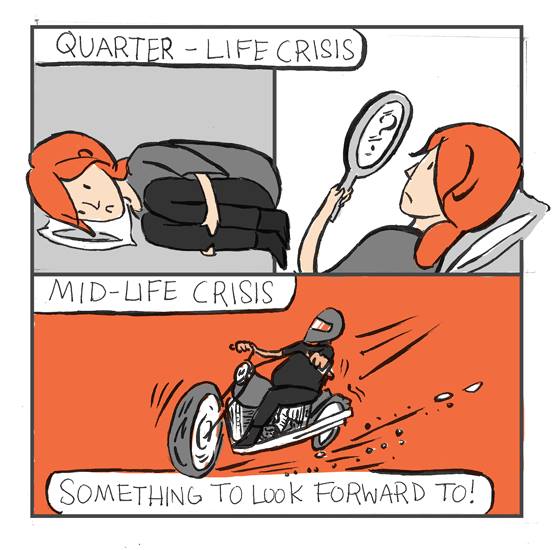 QUARTER - LIFE CRISIS
?
MID-LIFE CRISIS
SOMETHING TO LOOK FORWARD TO!